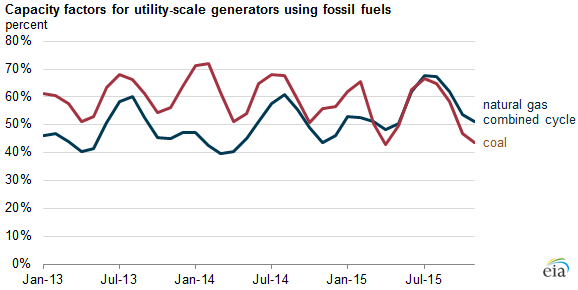 Capacity factors for utility-scale generators using fossil fuels
percent
80%
70%
60%
50%
40%
30%
20%
10%
0%
Jan-13 Jul-13 Jan-14 Jul-14 Jan-15 Jul-15
natural gas
combined cycle
coal
eia